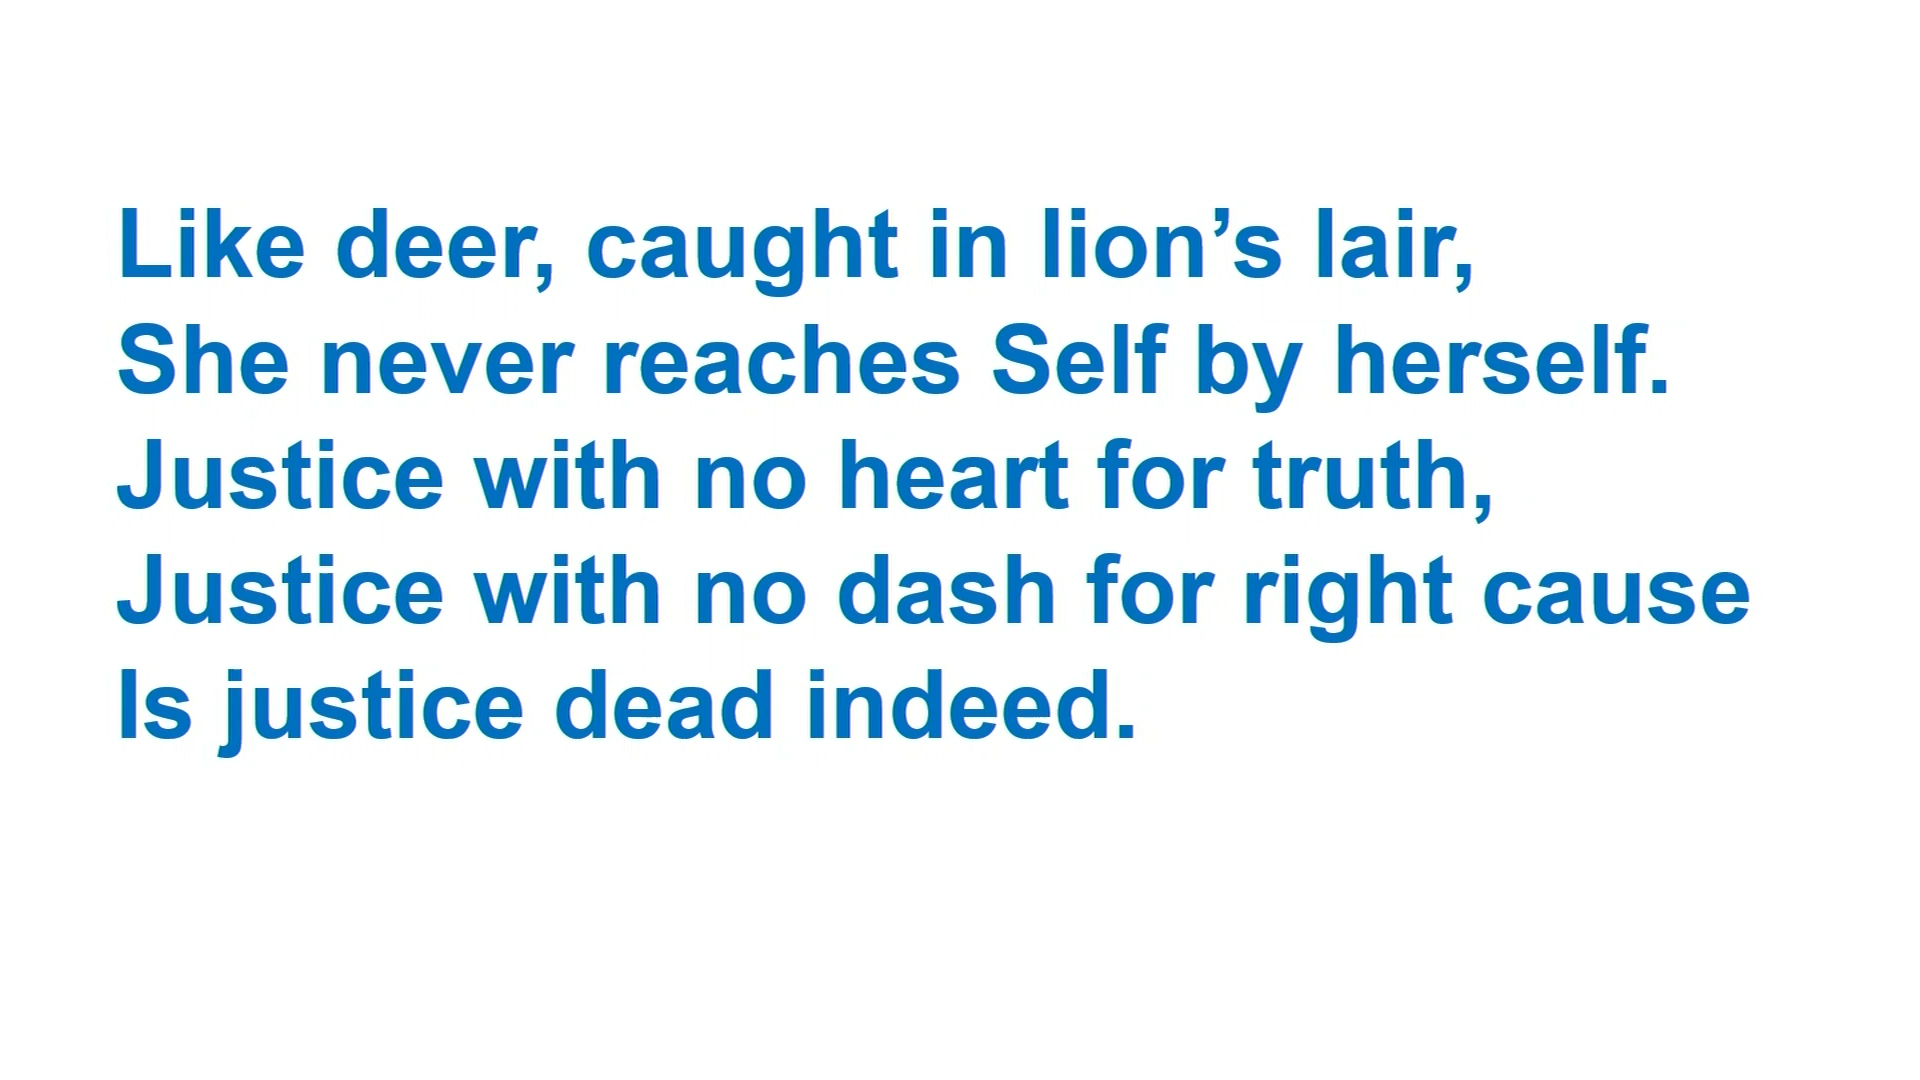 Like deer, caught in lion’s lair,
She never reaches Self by herself.
Justice with no heart for truth,
Justice with no dash for right cause
Is justice dead indeed.